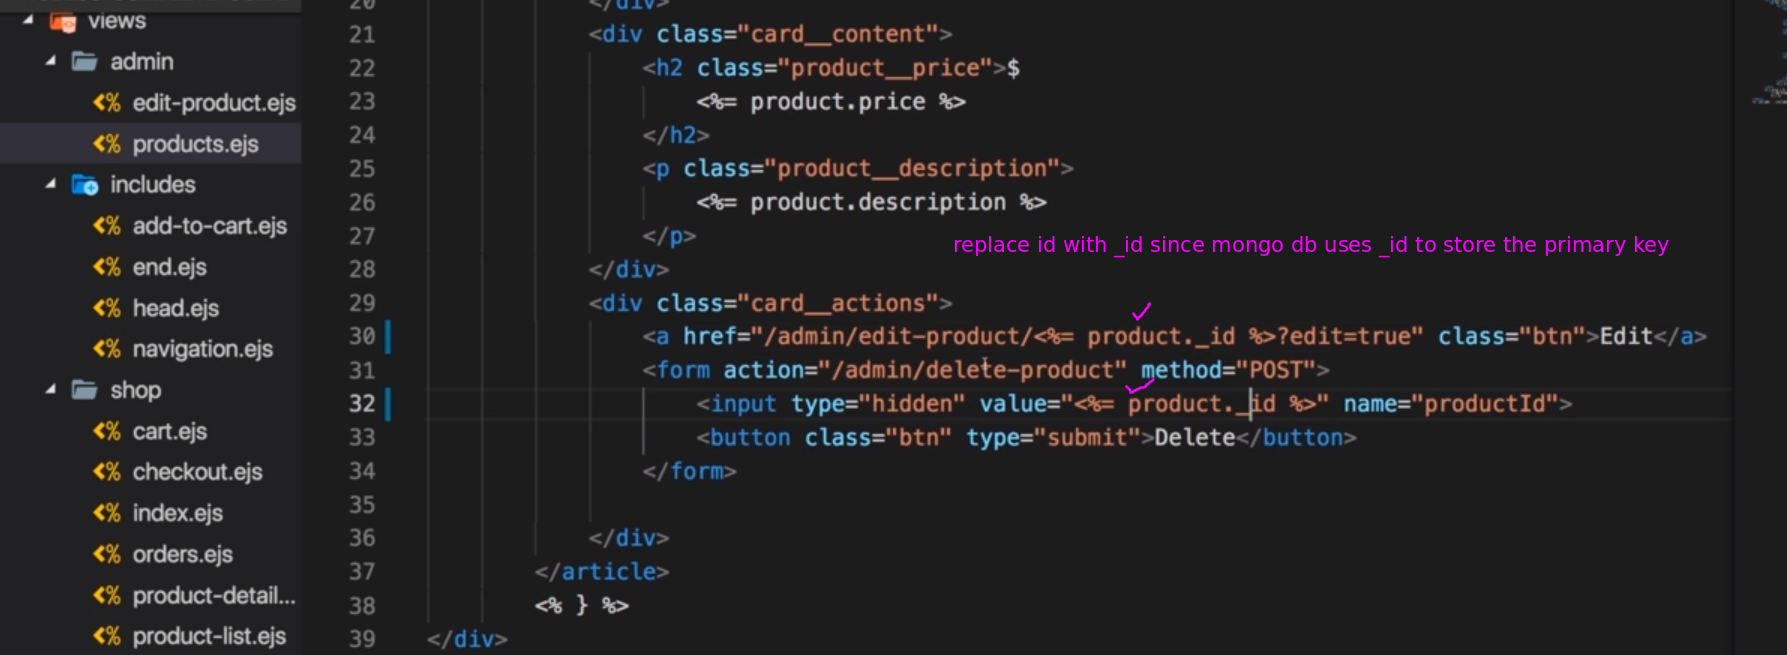 views
admin
edit-product.ejs
products.ejs
includes
add-to-cart.ejs
end.ejs
head.ejs
navigation.ejs
shop
cart.ejs
checkout.ejs
index.ejs
orders.ejs
product-detail...
product-list.ejs
20 </div>
21 <div class="card__content">
22 <h2 class="product__price">$
23 <%= product.price %>
24 </h2>
25 <p class="product__description">
26 <%= product.description %>
27 </p>
replace id with _id since mongo db uses _id to store the primary key
28 </div>
29 <div class="card__actions">
30 <a href="/admin/edit-product/<%= product._id %>?edit=true" class="btn">Edit</a>
31 <form action="/admin/delete-product" method="POST">
32 <input type="hidden" value="<%= product._id %>" name="productId">
33 <button class="btn" type="submit">Delete</button>
34 </form>
35
36 </div>
37 </article>
38 <% } %>
39 </div>